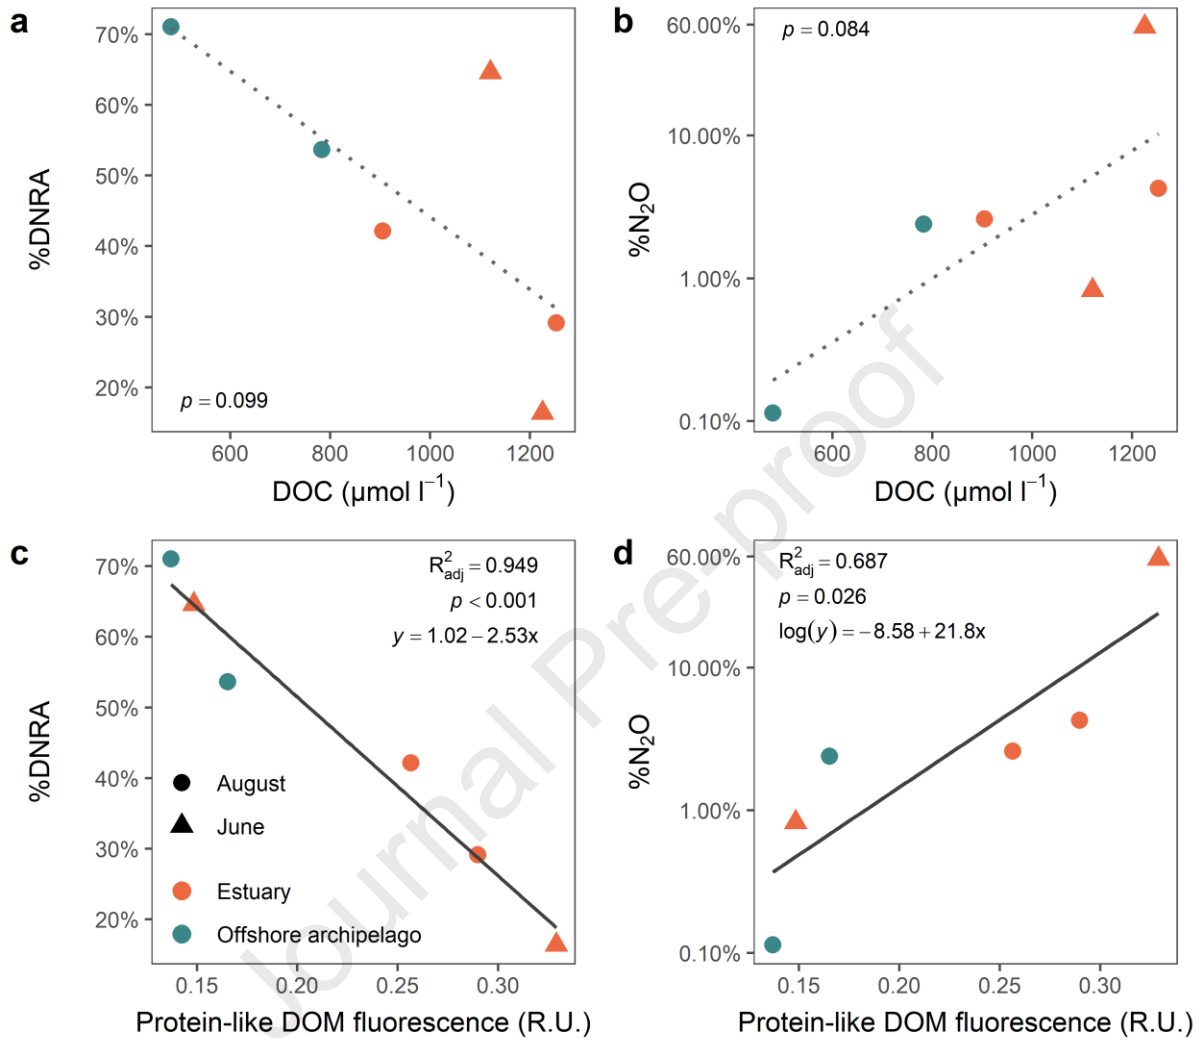 a
70%
60%
50%
40%
30%
20%
%DNRA
p = 0.099
600 800 1000 1200
DOC (µmol l⁻¹)
b
60.00%
10.00%
1.00%
0.10%
%N₂O
p = 0.084
600 800 1000 1200
DOC (µmol l⁻¹)
c
70%
60%
50%
40%
30%
20%
%DNRA
R²adj = 0.949
p < 0.001
y = 1.02 − 2.53x
August
June
Estuary
Offshore archipelago
0.15 0.20 0.25 0.30
Protein-like DOM fluorescence (R.U.)
d
60.00%
10.00%
1.00%
0.10%
%N₂O
R²adj = 0.687
p = 0.026
log(y) = −8.58 + 21.8x
0.15 0.20 0.25 0.30
Protein-like DOM fluorescence (R.U.)
Journal Pre-proof